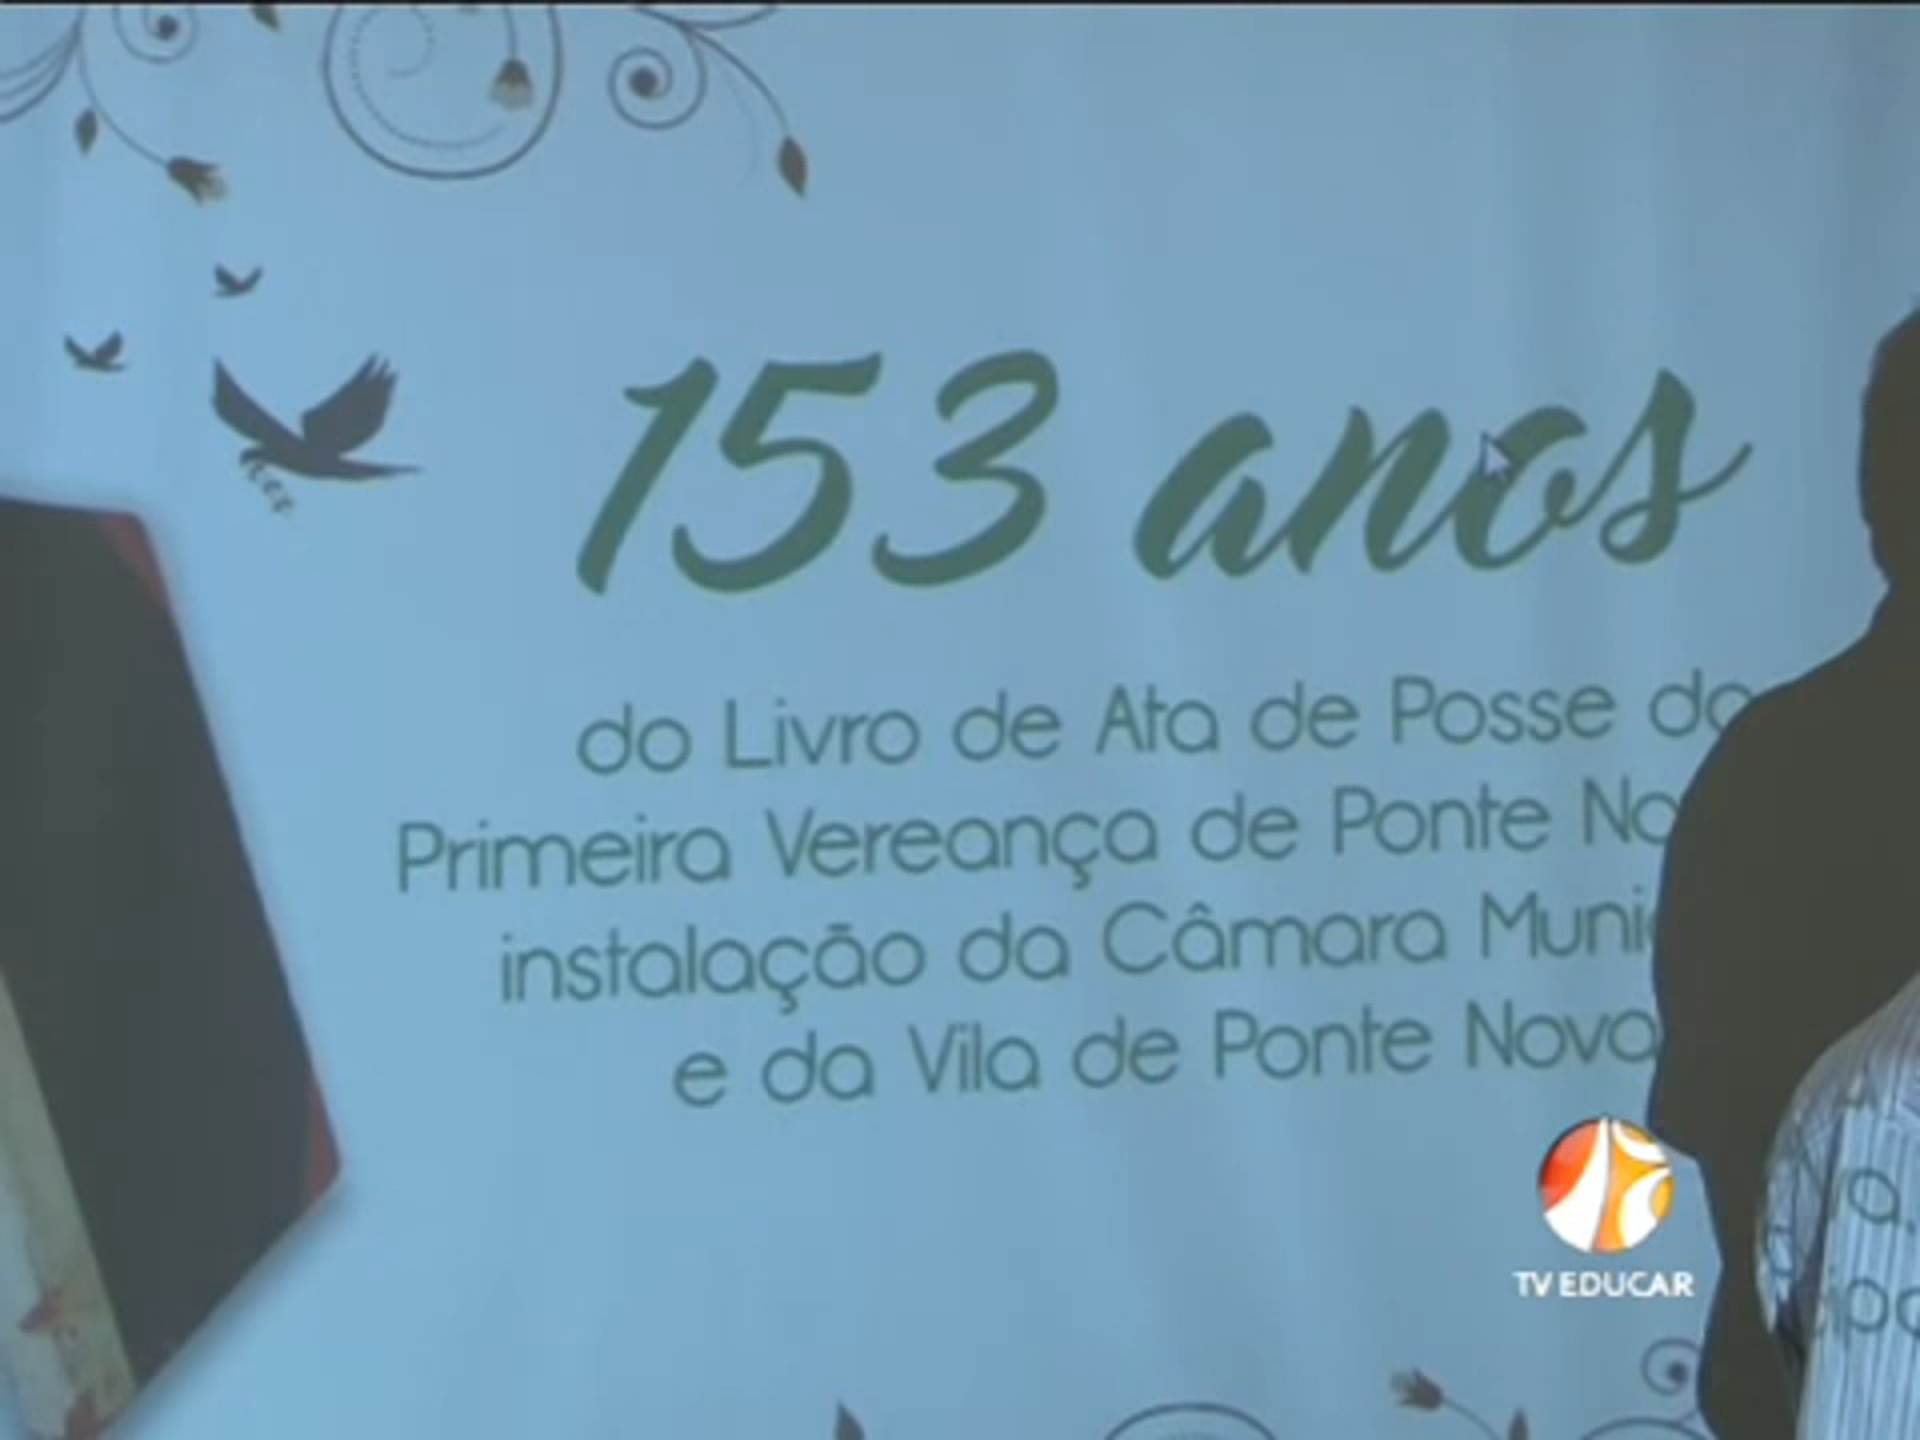 153 anos
do Livro de Ata de Posse da
Primeira Vereança de Ponte
instalação da Câmara
e da Vila de Ponte Nova
TV EDUCAR